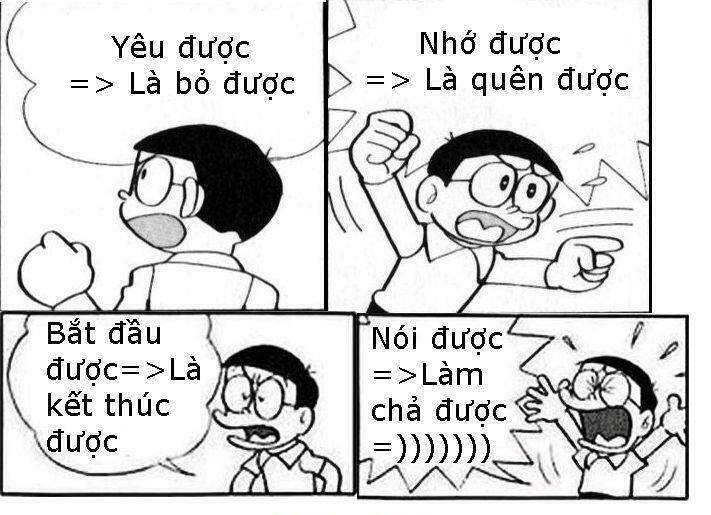 Yêu được
=> Là bỏ được
Nhớ được
=> Là quên được
Bắt đầu
được=>Là
kết thúc
được
Nói được
=>Làm
chả được
=)))))))